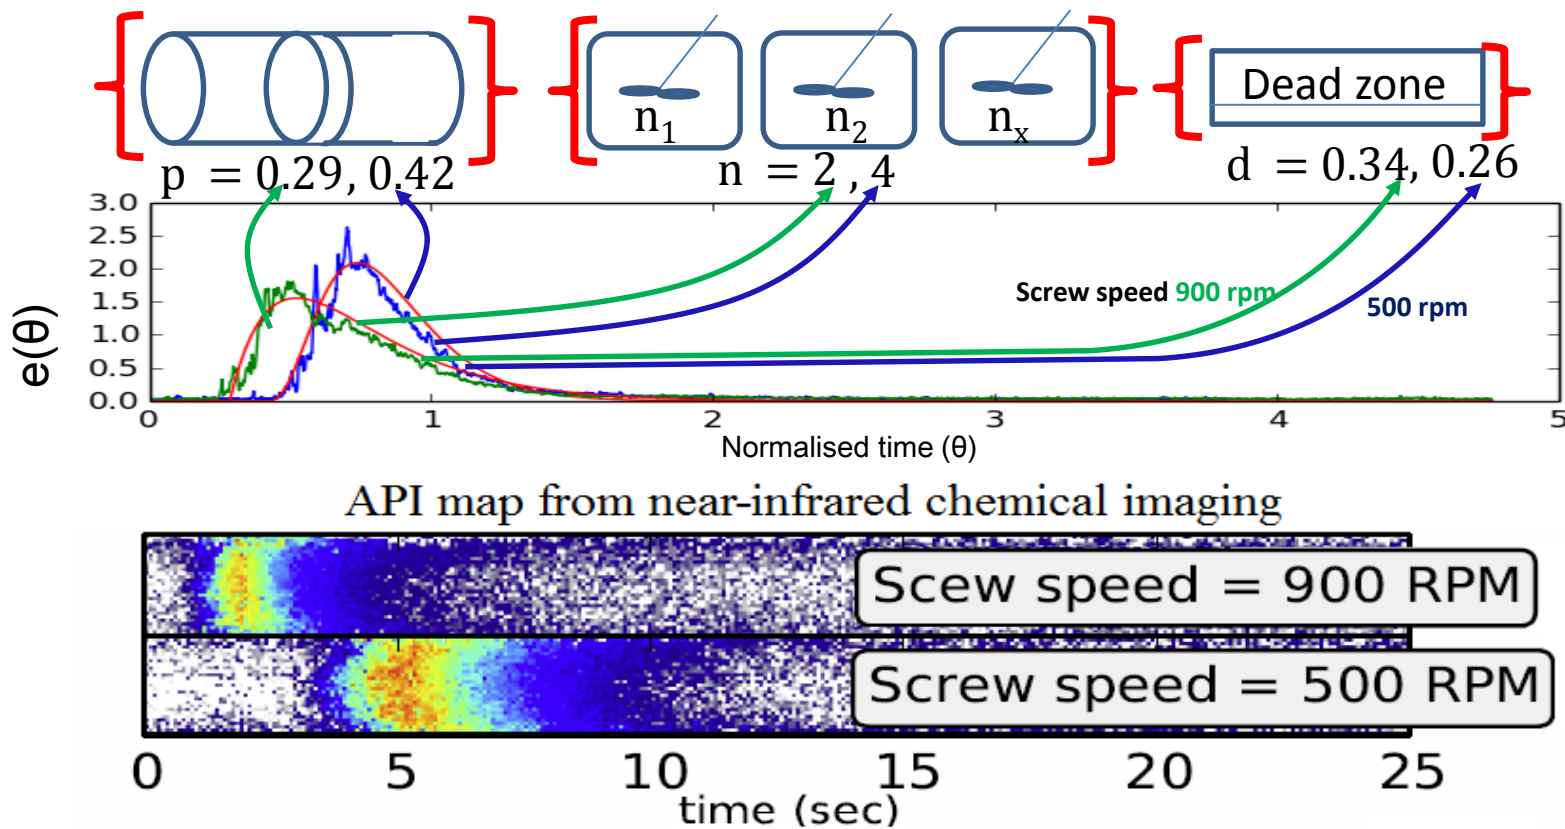 n1 n2 nx Dead zone
p = 0.29, 0.42 n = 2 , 4 d = 0.34, 0.26
3.0
2.5
2.0
1.5
1.0
0.5
0.0
e(θ)
Screw speed 900 rpm
500 rpm
0 1 2 3 4 5
Normalised time (θ)
API map from near-infrared chemical imaging
Scew speed = 900 RPM
Screw speed = 500 RPM
0 5 10 15 20 25
time (sec)